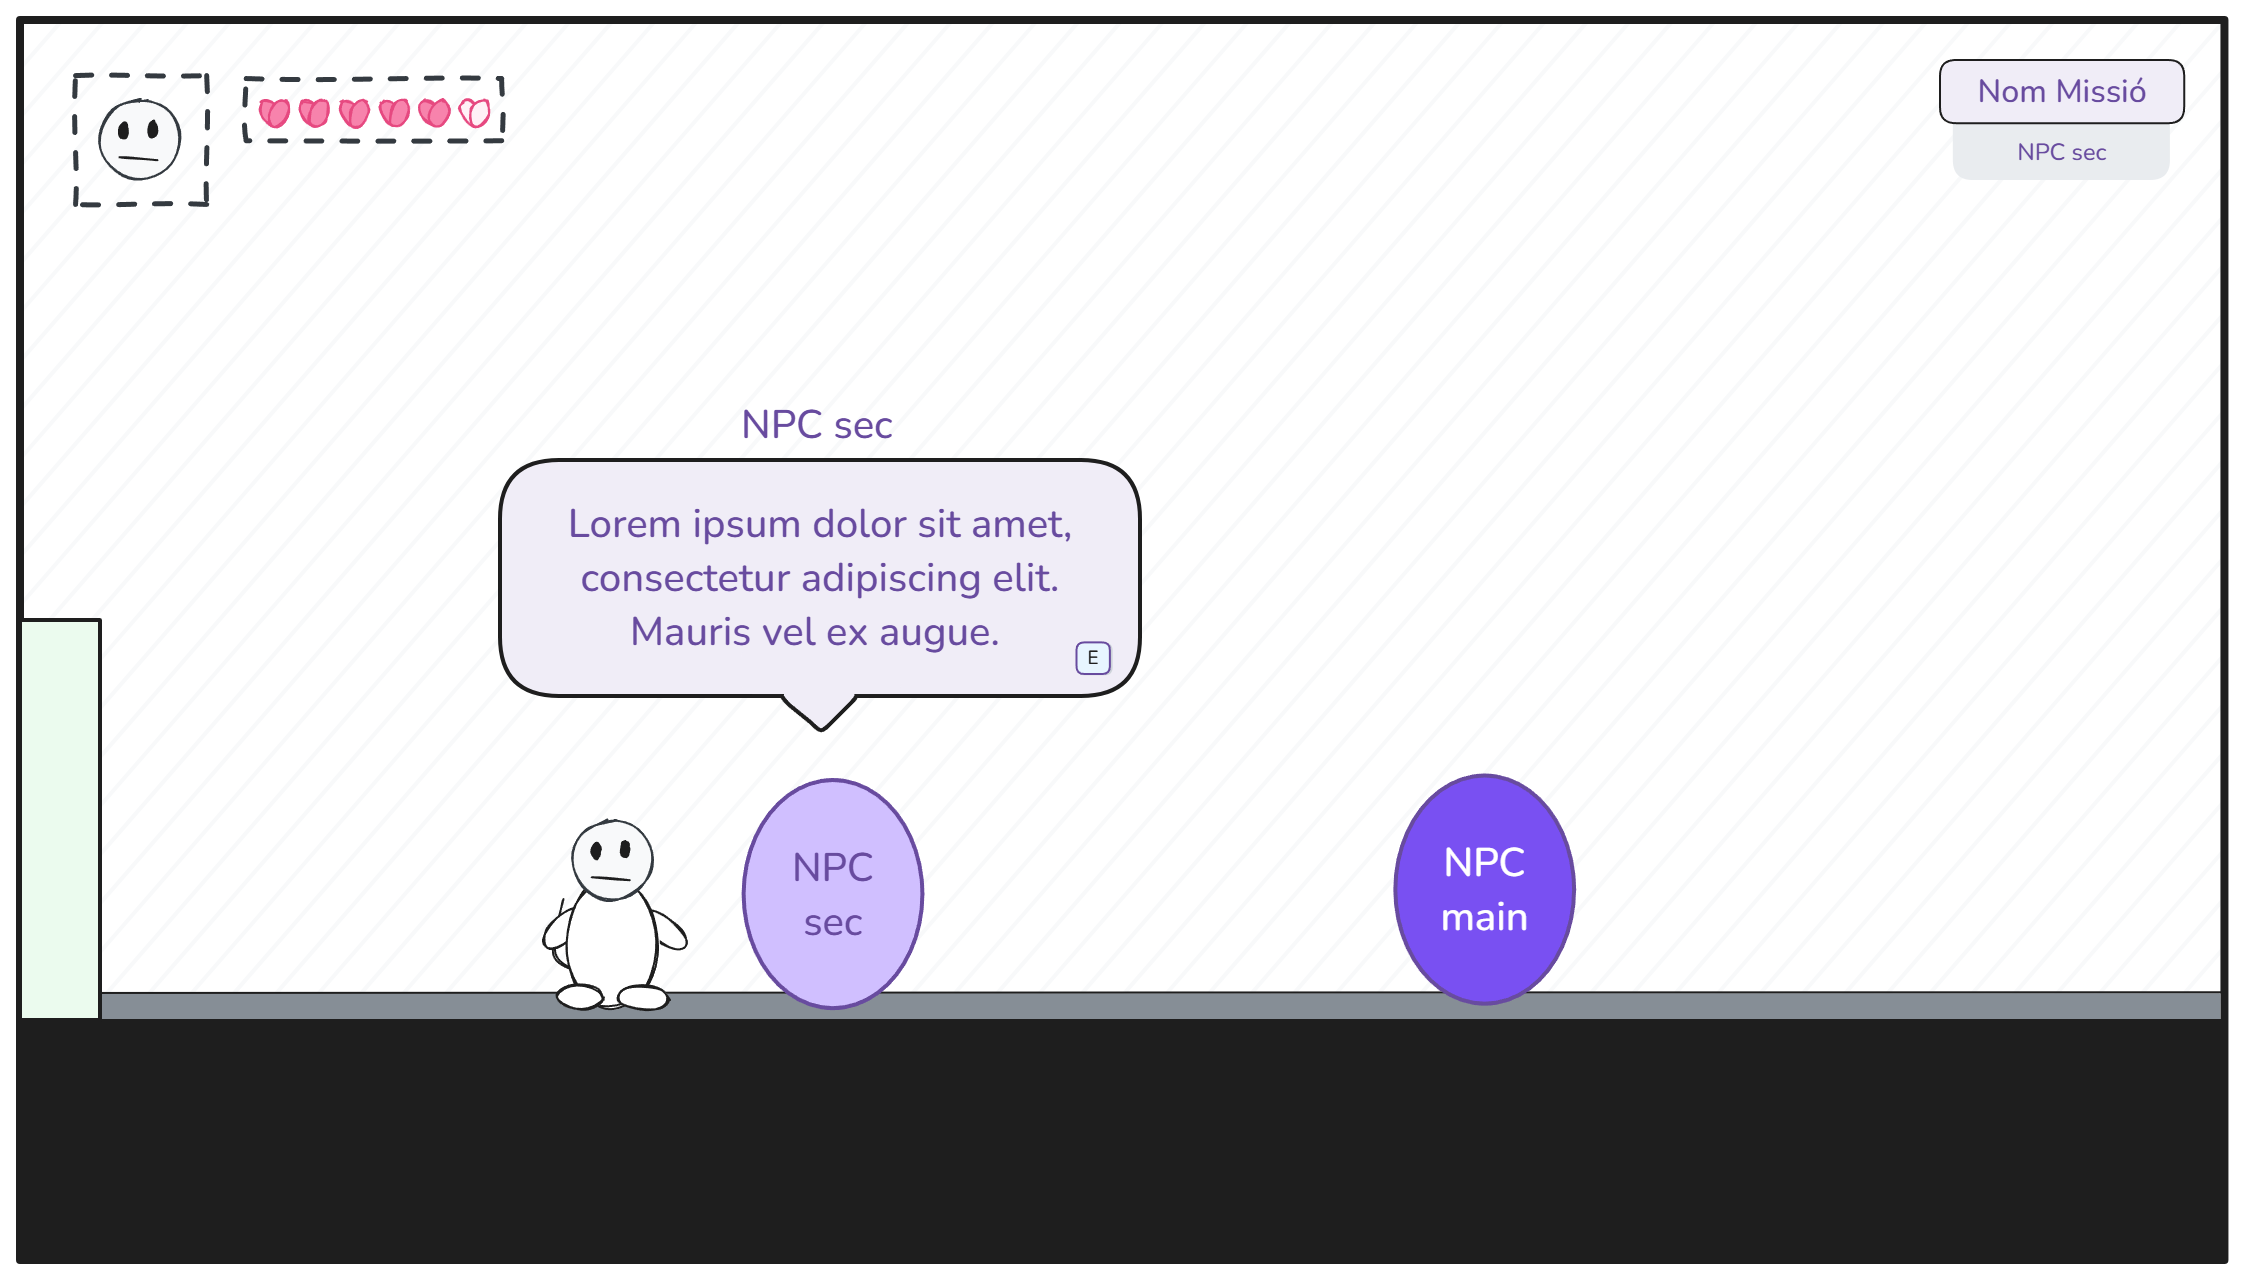 Nom Missió
NPC sec
NPC sec
Lorem ipsum dolor sit amet,
consectetur adipiscing elit.
Mauris vel ex augue.
E
NPC
sec
NPC
main